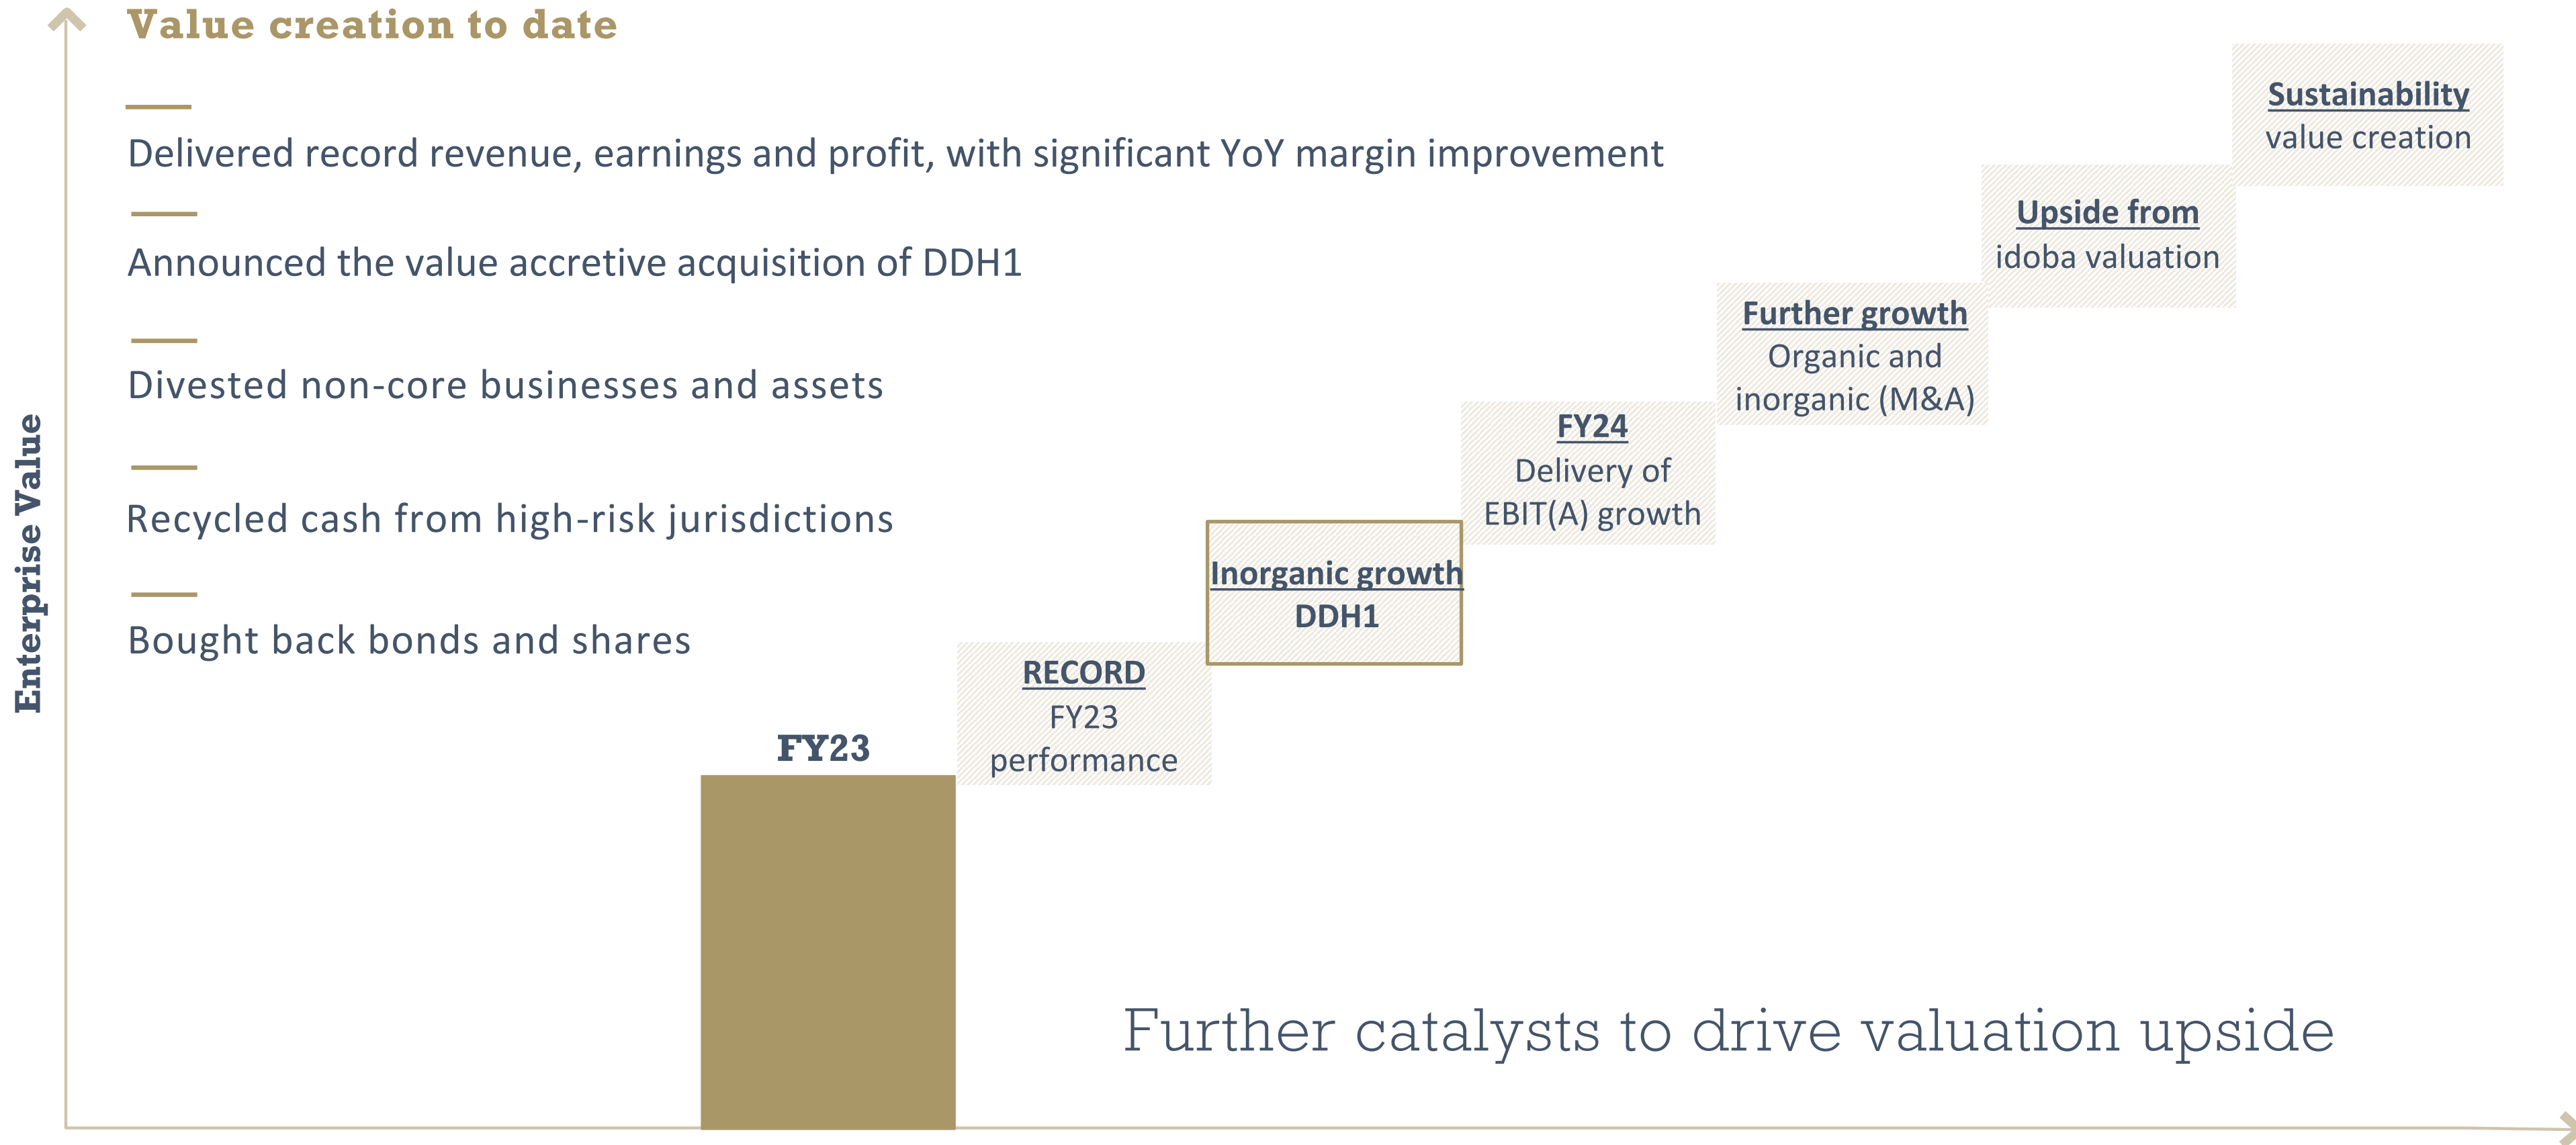 Value creation to date
Delivered record revenue, earnings and profit, with significant YoY margin improvement
Announced the value accretive acquisition of DDH1
Divested non-core businesses and assets
Recycled cash from high-risk jurisdictions
Bought back bonds and shares
Enterprise Value
FY23
RECORD
FY23
performance
Inorganic growth
DDH1
FY24
Delivery of
EBIT(A) growth
Further growth
Organic and
inorganic (M&A)
Upside from
idoba valuation
Sustainability
value creation
Further catalysts to drive valuation upside